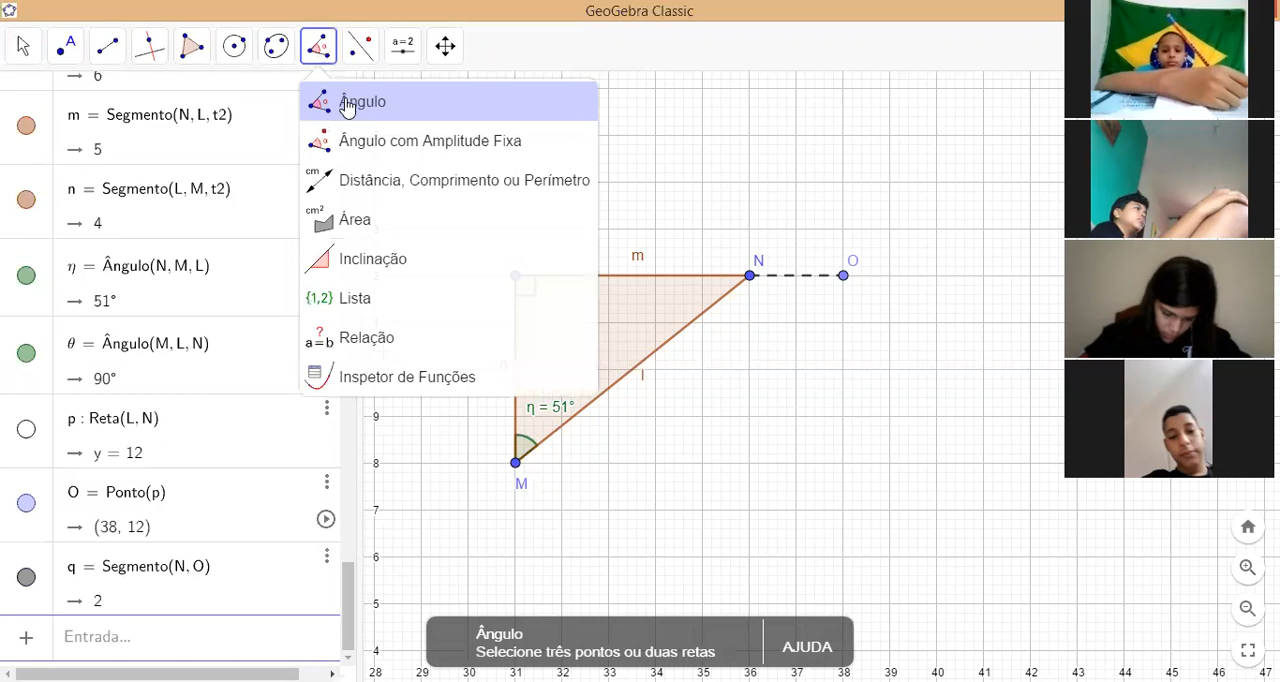 GeoGebra Classic
A
a=2
→ 6
m = Segmento(N, L, t2)
→ 5
n = Segmento(L, M, t2)
→ 4
η = Ângulo(N, M, L)
→ 51°
θ = Ângulo(M, L, N)
→ 90°
p : Reta(L, N)
→ y = 12
O = Ponto(p)
→ (38, 12)
q = Segmento(N, O)
→ 2
+ Entrada...
Ângulo
Ângulo com Amplitude Fixa
cm Distância, Comprimento ou Perímetro
cm² Área
Inclinação
{1,2} Lista
a?=b Relação
Inspetor de Funções
m
N
O
l
η = 51°
M
9
8
7
6
5
4
28 29 30 31 32 33 34 35 36 37 38 39 40 41 42 43 44 45 46 47
Ângulo
Selecione três pontos ou duas retas
AJUDA